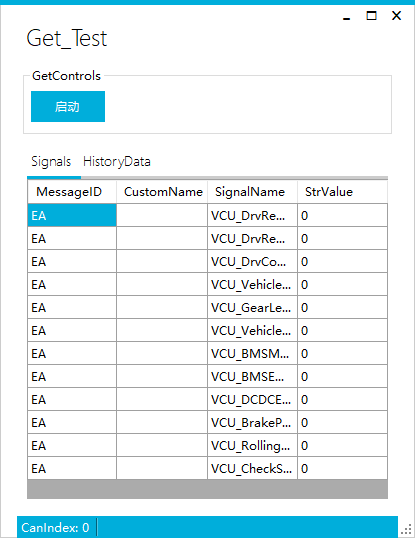 Get_Test
GetControls
启动
Signals HistoryData
MessageID CustomName SignalName StrValue
EA VCU_DrvRe... 0
EA VCU_DrvRe... 0
EA VCU_DrvCo... 0
EA VCU_Vehicle... 0
EA VCU_GearLe... 0
EA VCU_Vehicle... 0
EA VCU_BMSM... 0
EA VCU_BMSE... 0
EA VCU_DCDCE... 0
EA VCU_BrakeP... 0
EA VCU_Rolling... 0
EA VCU_CheckS... 0
CanIndex: 0